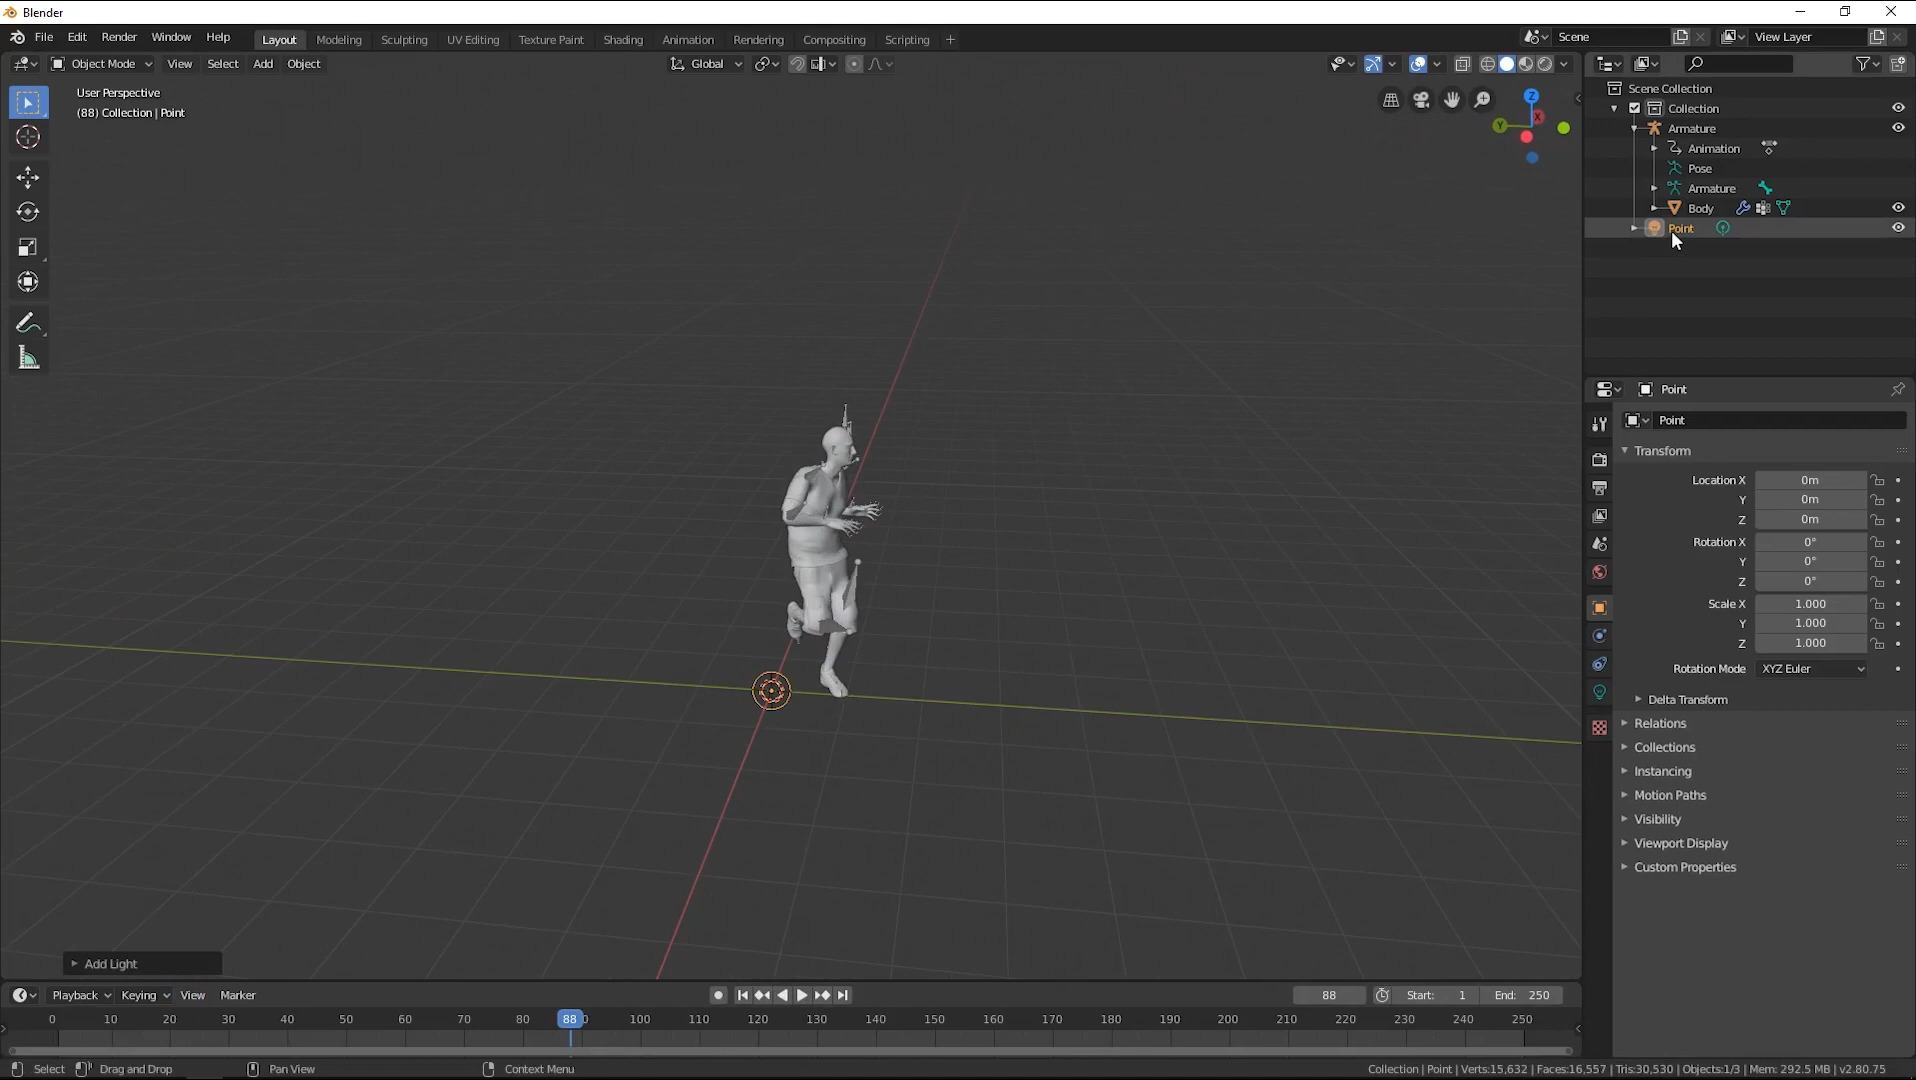 Blender
File Edit Render Window Help Layout Modeling Sculpting UV Editing Texture Paint Shading Animation Rendering Compositing Scripting + Scene View Layer
Object Mode View Select Add Object Global
User Perspective
(88) Collection | Point
Z
Y
X
Scene Collection
Collection
Armature
Animation
Pose
Armature
Body
Point
Point
Point
Transform
Location X 0m
Y 0m
Z 0m
Rotation X 0°
Y 0°
Z 0°
Scale X 1.000
Y 1.000
Z 1.000
Rotation Mode XYZ Euler
Delta Transform
Relations
Collections
Instancing
Motion Paths
Visibility
Viewport Display
Custom Properties
Add Light
Playback Keying View Marker 88 Start: 1 End: 250
0 10 20 30 40 50 60 70 80 88 0 100 110 120 130 140 150 160 170 180 190 200 210 220 230 240 250
Select Drag and Drop Pan View Context Menu Collection | Point | Verts:15,632 | Faces:16,557 | Tris:30,530 | Objects:1/3 | Mem: 292.5 MB | v2.80.75